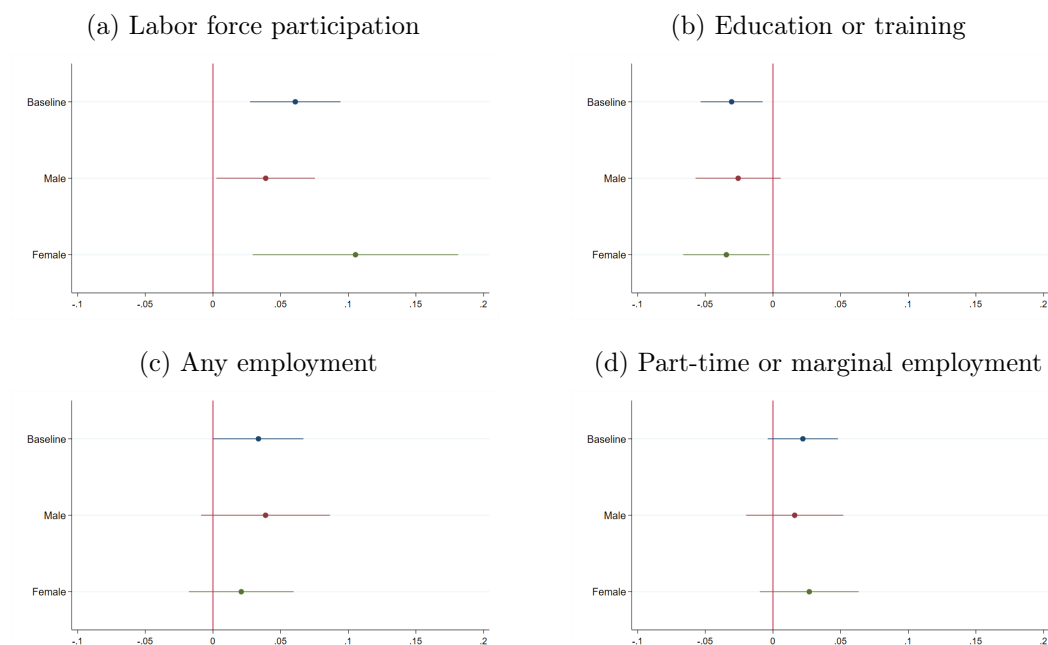 (a) Labor force participation
Baseline
Male
Female
-.1 -.05 0 .05 .1 .15 .2
(b) Education or training
Baseline
Male
Female
-.1 -.05 0 .05 .1 .15 .2
(c) Any employment
Baseline
Male
Female
-.1 -.05 0 .05 .1 .15 .2
(d) Part-time or marginal employment
Baseline
Male
Female
-.1 -.05 0 .05 .1 .15 .2